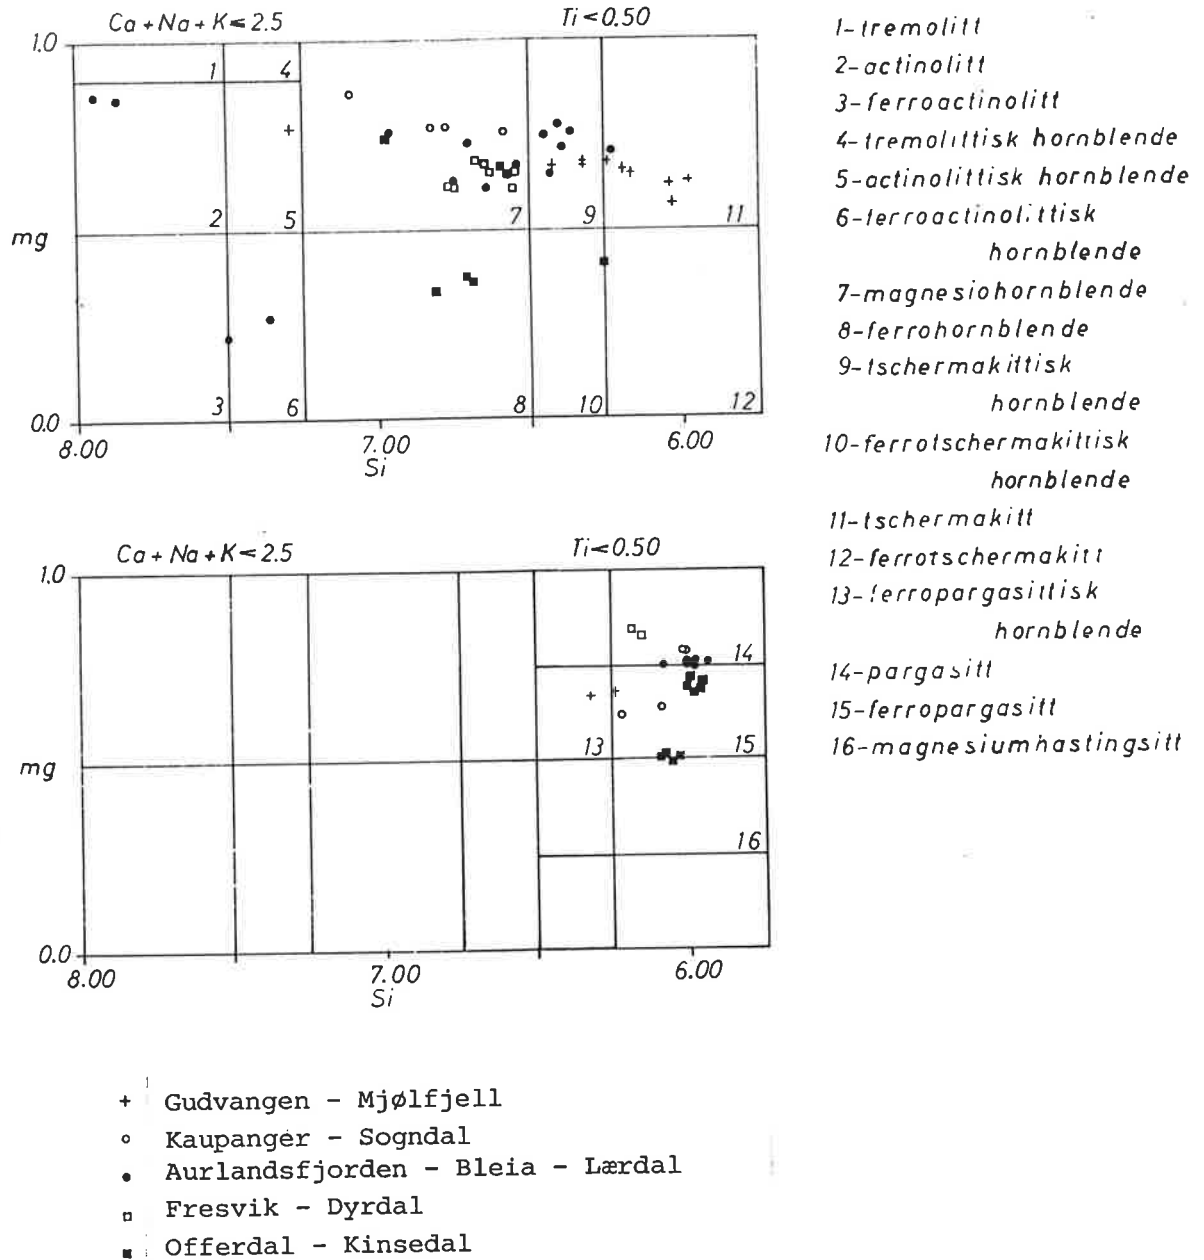 Ca+Na+K≤2.5 Ti<0.50
1.0
1 4
2 5 7 9 11
mg
3 6 8 10 12
0.0
8.00 7.00 6.00
Si
Ca+Na+K≤2.5 Ti<0.50
1.0
14
13 15
mg
16
0.0
8.00 7.00 6.00
Si
1-tremolitt
2-actinolitt
3-ferroactinolitt
4-tremolittisk hornblende
5-actinolittisk hornblende
6-ferroactinolittisk
hornblende
7-magnesiohornblende
8-ferrohornblende
9-tschermakittisk
hornblende
10-ferrotschermakittisk
hornblende
11-tschermakitt
12-ferrotschermakitt
13-ferropargasittisk
hornblende
14-pargasitt
15-ferropargasitt
16-magnesiumhastingsitt
+ Gudvangen - Mjølfjell
○ Kaupanger - Sogndal
● Aurlandsfjorden - Bleia - Lærdal
□ Fresvik - Dyrdal
■ Offerdal - Kinsedal